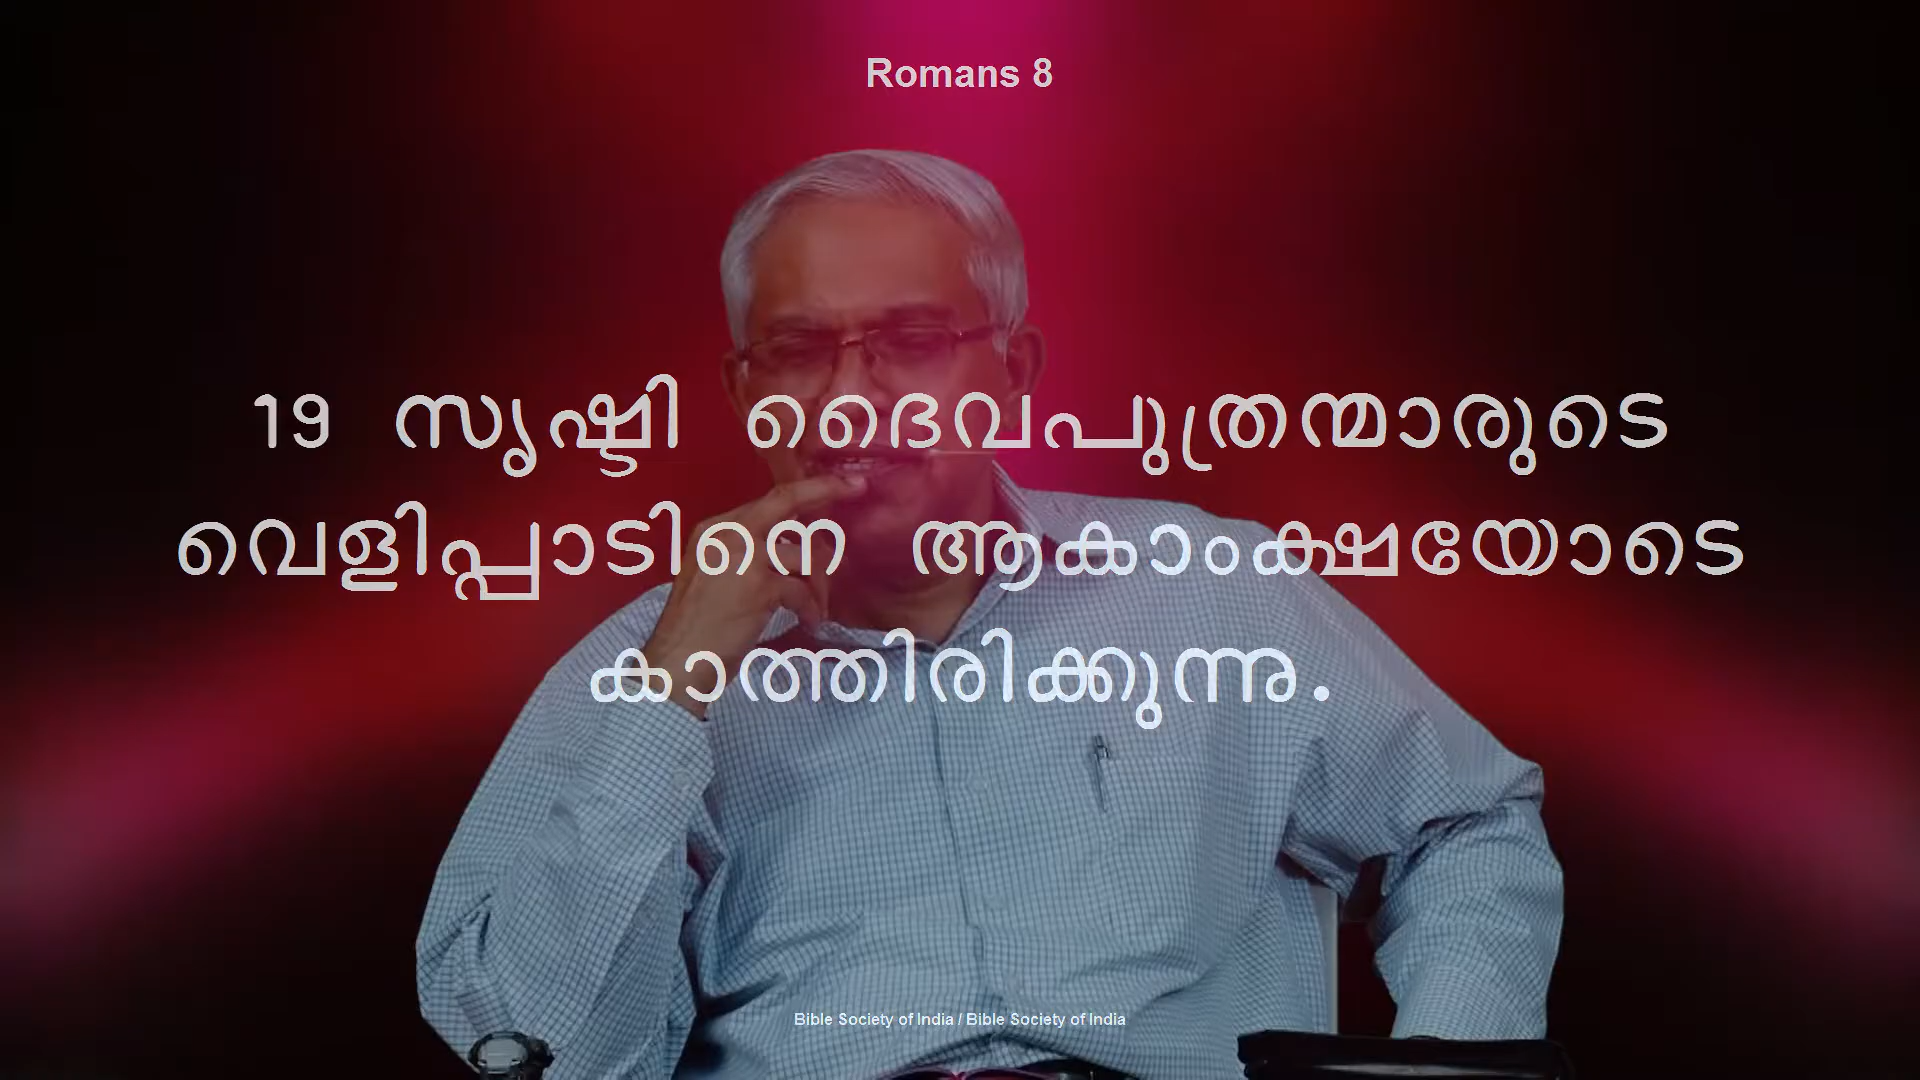 Romans 8
19 സൃഷ്ടി ദൈവപുത്രന്മാരുടെ
വെളിപ്പാടിനെ ആകാംക്ഷയോടെ
കാത്തിരിക്കുന്നു.
Bible Society of India / Bible Society of India